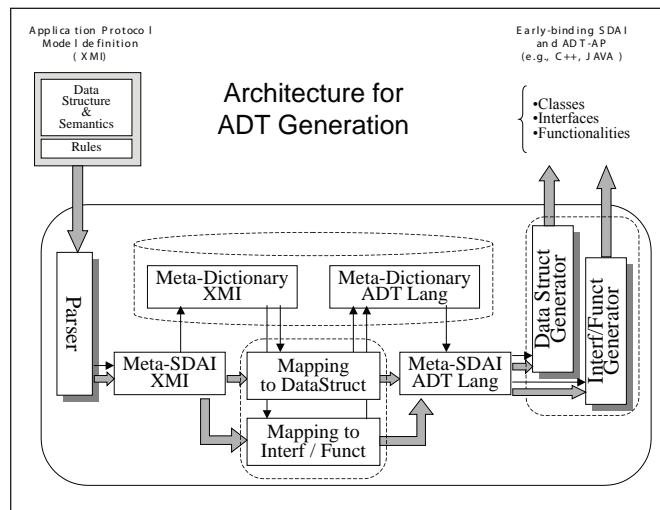 Application Protocol
Model definition
(XMI)
Data
Structure
&
Semantics
Rules
Architecture for
ADT Generation
Early-binding SDAI
and ADT-AP
(e.g., C++, JAVA )
•Classes
•Interfaces
•Functionalities
Parser
Meta-Dictionary
XMI
Meta-Dictionary
ADT Lang
Meta-SDAI
XMI
Mapping
to DataStruct
Mapping to
Interf / Funct
Meta-SDAI
ADT Lang
Data Struct
Generator
Interf/Funct
Generator